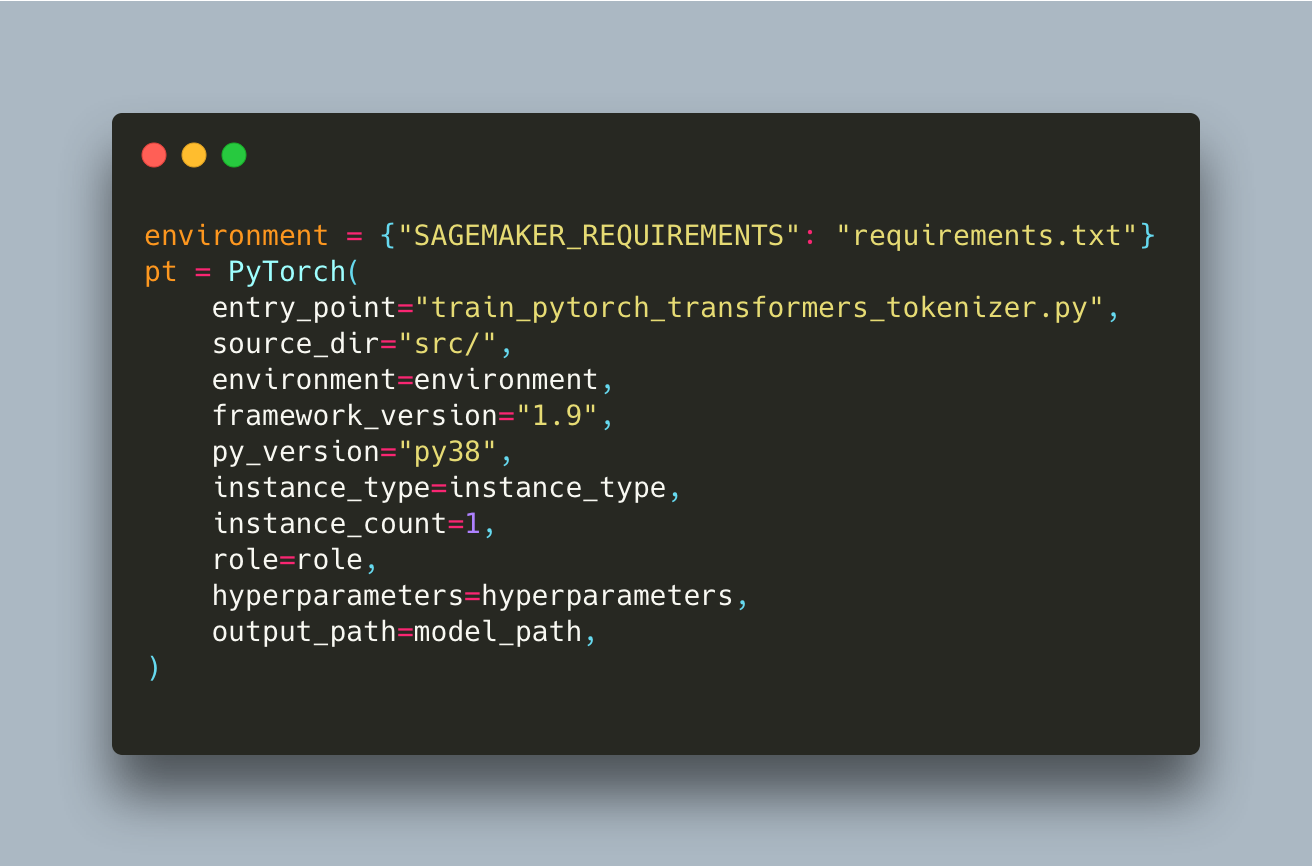 environment = {"SAGEMAKER_REQUIREMENTS": "requirements.txt"}
pt = PyTorch(
    entry_point="train_pytorch_transformers_tokenizer.py",
    source_dir="src/",
    environment=environment,
    framework_version="1.9",
    py_version="py38",
    instance_type=instance_type,
    instance_count=1,
    role=role,
    hyperparameters=hyperparameters,
    output_path=model_path,
)